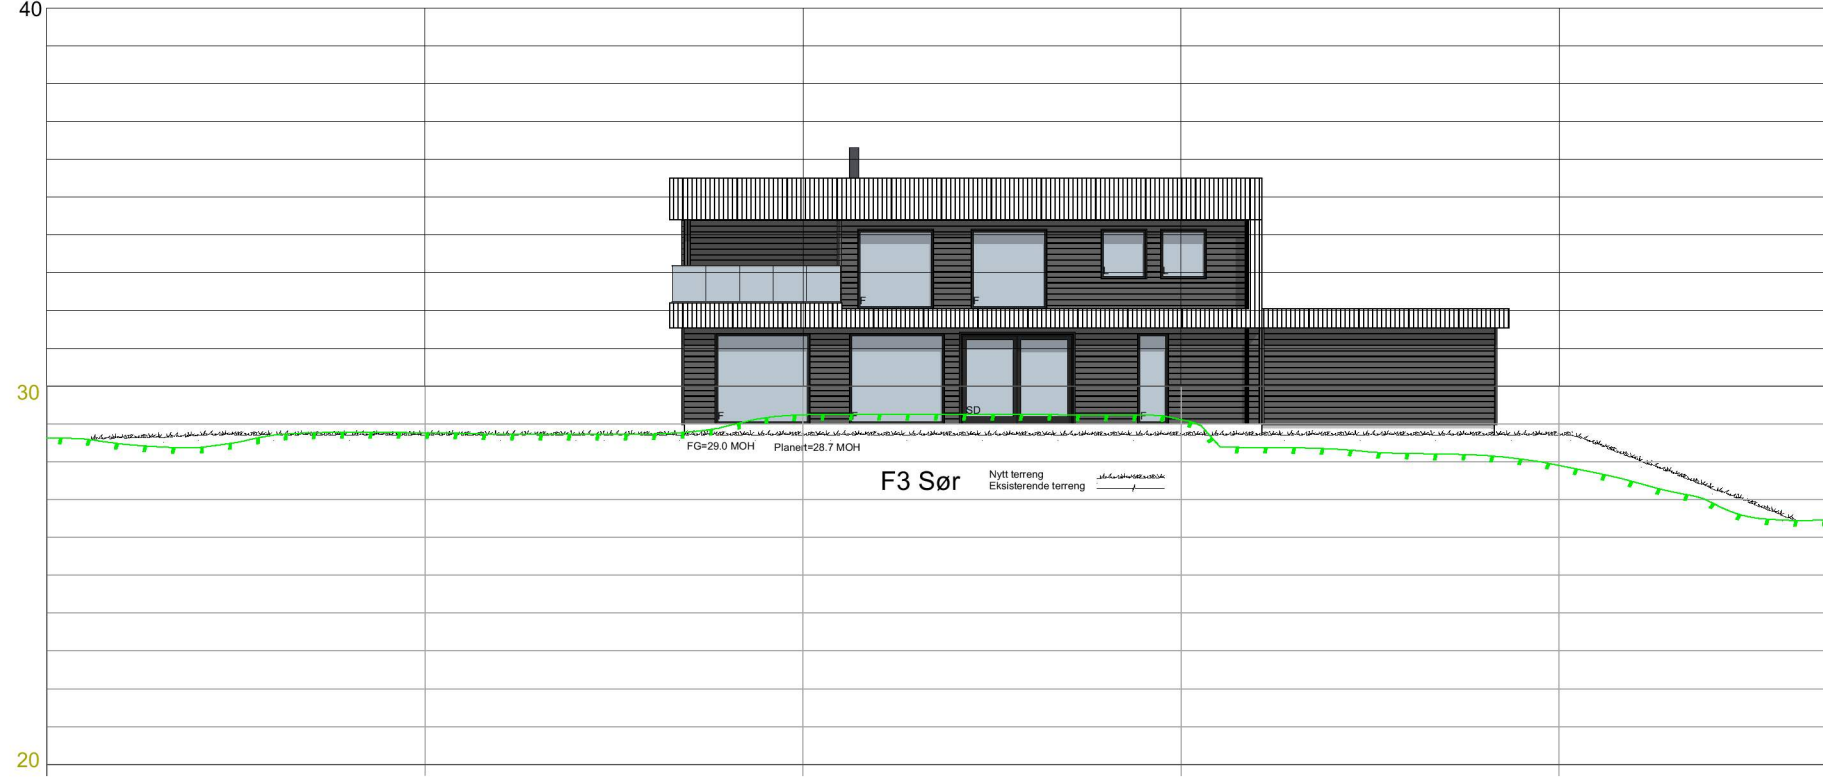 40
F F L L
30
F F SD F
FG=29.0 MOH Planert=28.7 MOH
F3 Sør
Nytt terreng
Eksisterende terreng
20